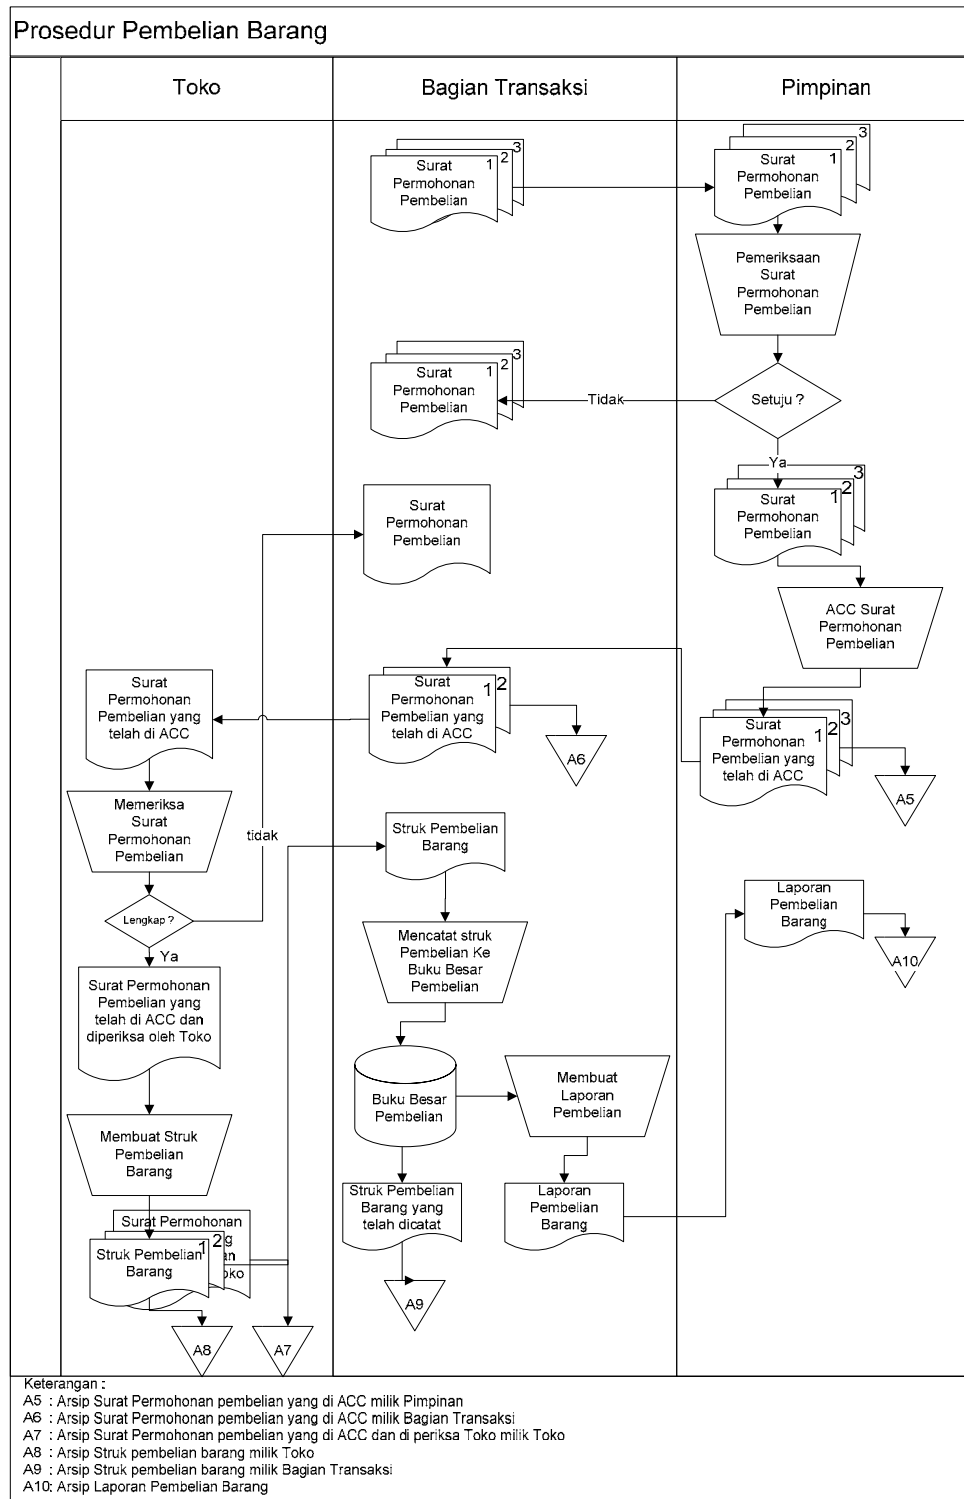 Prosedur Pembelian Barang
Toko
Bagian Transaksi
Pimpinan
3
2
1
Surat
Permohonan
Pembelian
3
2
1
Surat
Permohonan
Pembelian
Pemeriksaan
Surat
Permohonan
Pembelian
3
2
1
Surat
Permohonan
Pembelian
Tidak
Setuju ?
Ya
3
2
1
Surat
Permohonan
Pembelian
Surat
Permohonan
Pembelian
ACC Surat
Permohonan
Pembelian
Surat
Permohonan
Pembelian yang
telah di ACC
2
1
Surat
Permohonan
Pembelian yang
telah di ACC
A6
3
2
1
Surat
Permohonan
Pembelian yang
telah di ACC
A5
Memeriksa
Surat
Permohonan
Pembelian
tidak
Struk Pembelian
Barang
Lengkap ?
Ya
Mencatat struk
Pembelian Ke
Buku Besar
Pembelian
Laporan
Pembelian
Barang
A10
Surat Permohonan
Pembelian yang
telah di ACC dan
diperiksa oleh Toko
Buku Besar
Pembelian
Membuat
Laporan
Pembelian
Membuat Struk
Pembelian
Barang
Struk Pembelian
Barang yang
telah dicatat
Laporan
Pembelian
Barang
Surat Permohonan
g
an
oko
2
1
Struk Pembelian
Barang
A8
A7
A9
Keterangan :
A5 : Arsip Surat Permohonan pembelian yang di ACC milik Pimpinan
A6 : Arsip Surat Permohonan pembelian yang di ACC milik Bagian Transaksi
A7 : Arsip Surat Permohonan pembelian yang di ACC dan di periksa Toko milik Toko
A8 : Arsip Struk pembelian barang milik Toko
A9 : Arsip Struk pembelian barang milik Bagian Transaksi
A10: Arsip Laporan Pembelian Barang